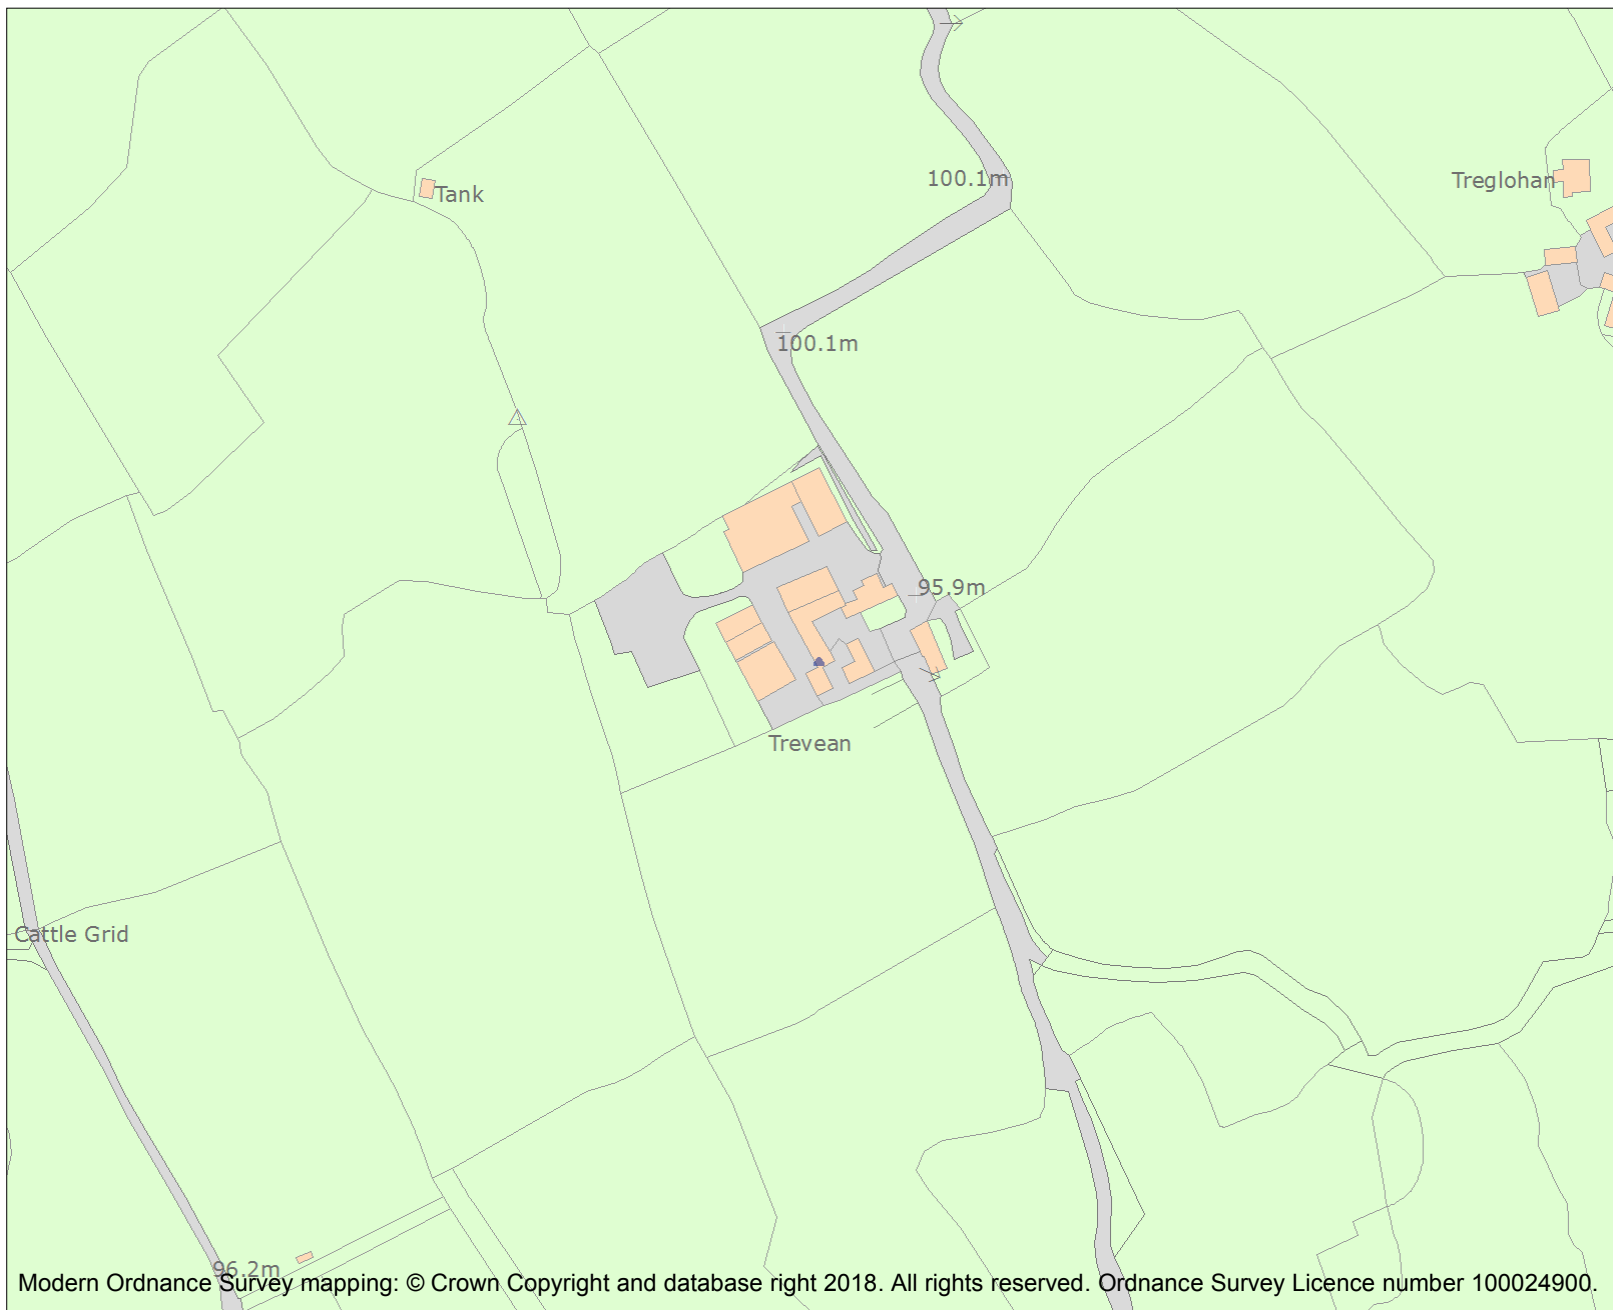 100.1m
Treglohan
Tank
100.1m
95.9m
Trevean
Cattle Grid
96.2m
Modern Ordnance Survey mapping: © Crown Copyright and database right 2018. All rights reserved. Ordnance Survey Licence number 100024900.